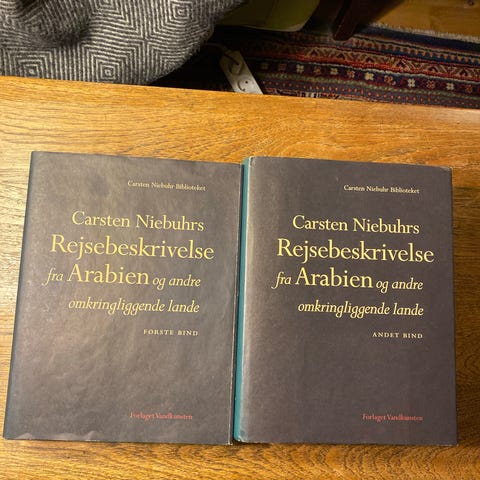 Carsten Niebuhr Biblioteket
Carsten Niebuhrs
Rejsebeskrivelse
fra Arabien og andre
omkringliggende lande
FØRSTE BIND
Forlaget Vandkunsten
Carsten Niebuhr Biblioteket
Carsten Niebuhrs
Rejsebeskrivelse
fra Arabien og andre
omkringliggende lande
ANDET BIND
Forlaget Vandkunsten